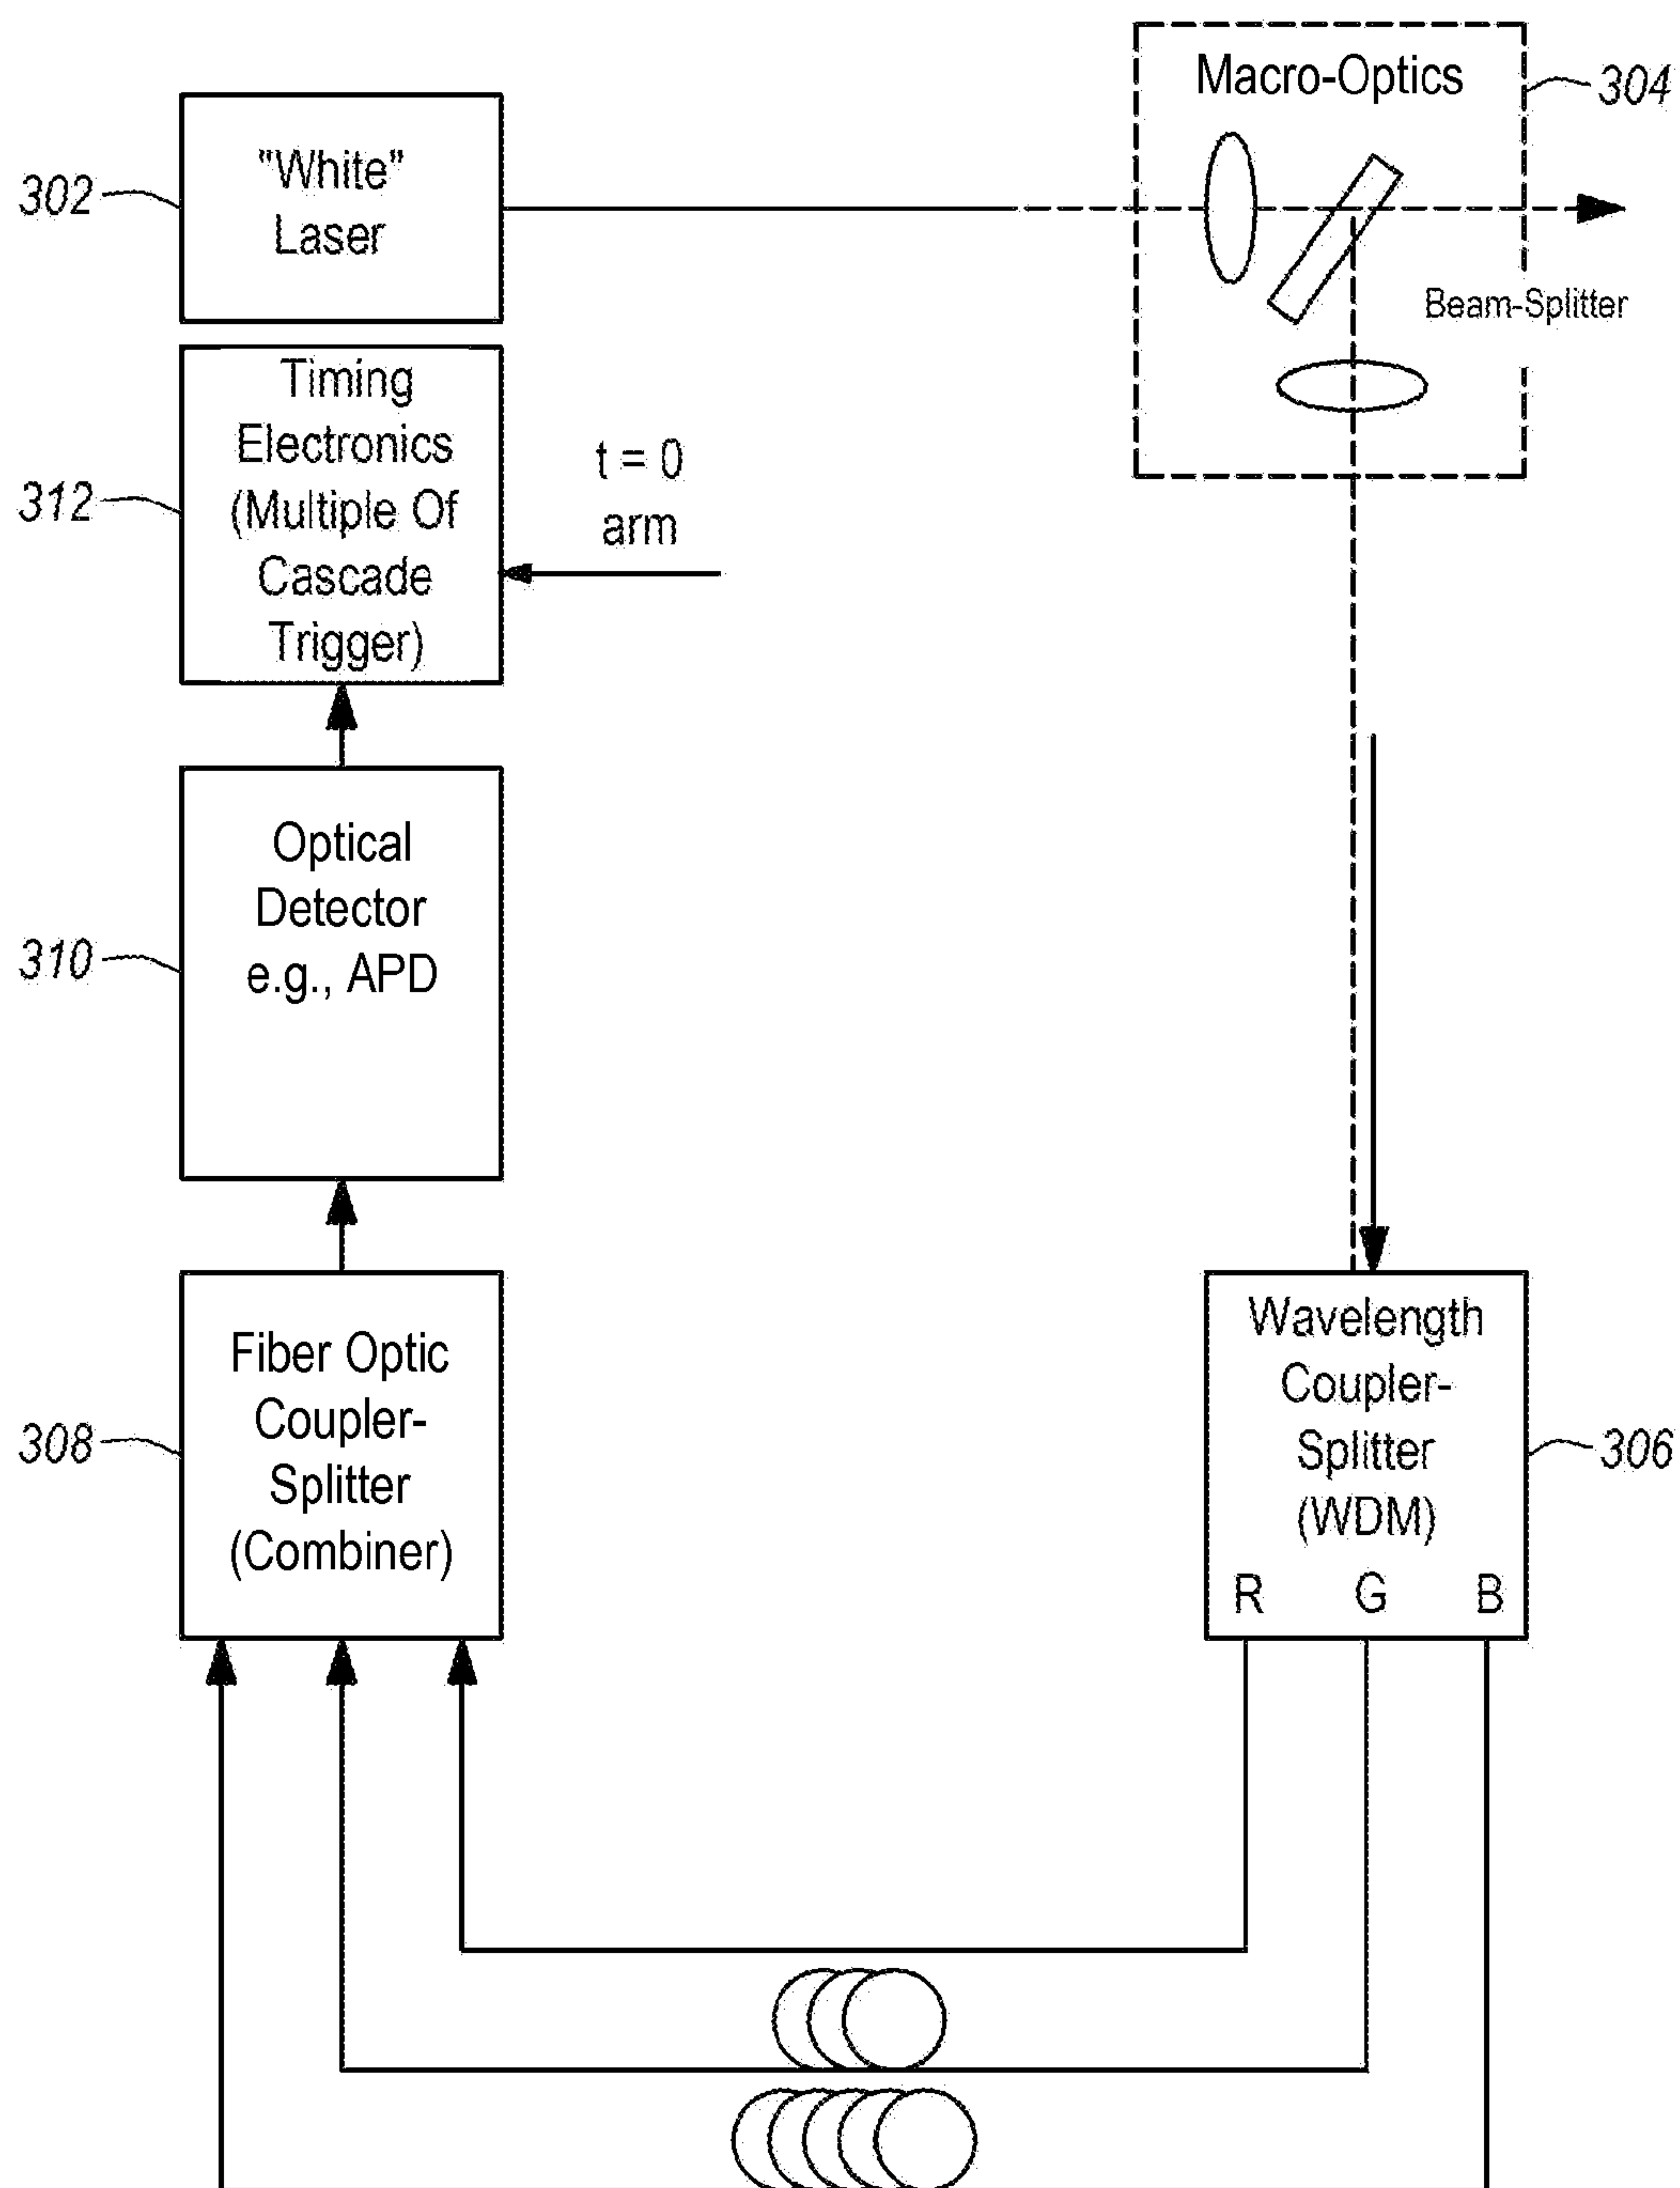 Macro-Optics
304
"White"
Laser
302
Beam-Splitter
Timing
Electronics
(Multiple Of
Cascade
Trigger)
312
t = 0
arm
Optical
Detector
e.g., APD
310
Fiber Optic
Coupler-
Splitter
(Combiner)
308
Wavelength
Coupler-
Splitter
(WDM)
R G B
306